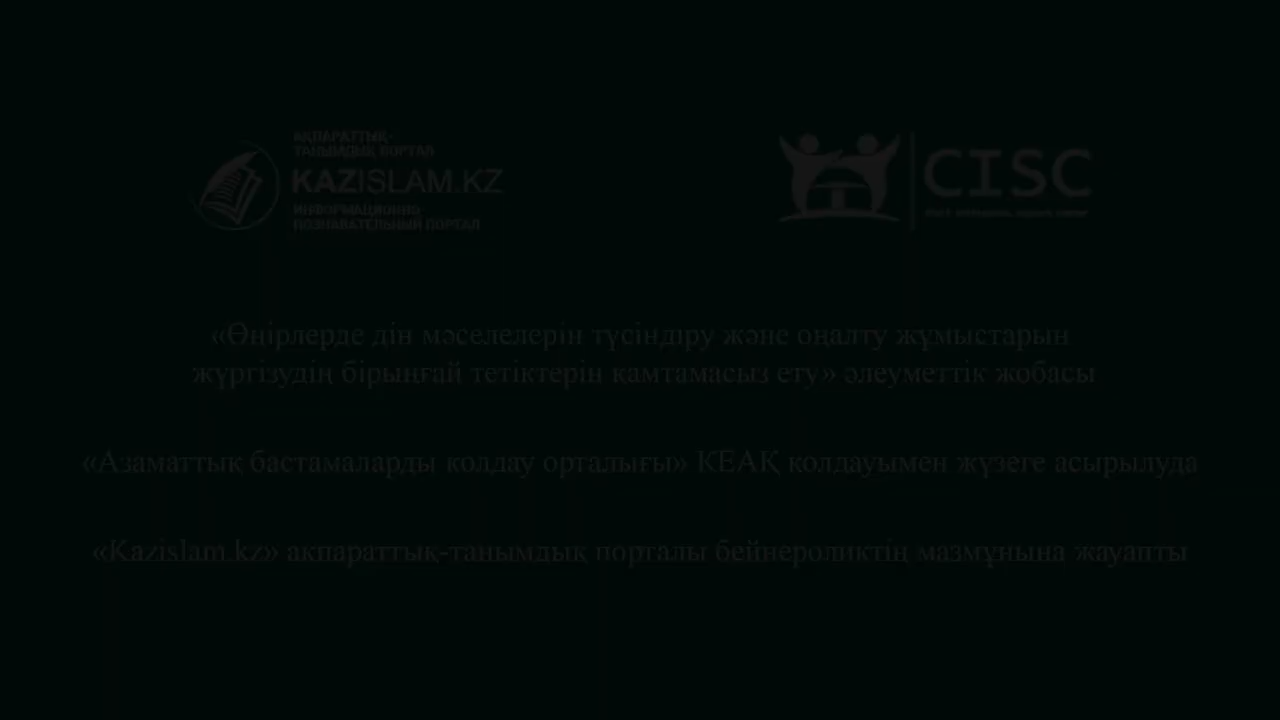 АҚПАРАТТЫҚ-
ТАНЫМДЫҚ ПОРТАЛ
KAZISLAM.KZ
ИНФОРМАЦИОННО
ПОЗНАВАТЕЛЬНЫЙ ПОРТАЛ
CISC
«Өңірлерде дін мәселелерін түсіндіру және оңалту жұмыстарын
жүргізудің бірыңғай тетіктерін қамтамасыз ету» әлеуметтік жобасы
«Азаматтық бастамаларды қолдау орталығы» КЕАҚ қолдауымен жүзеге асырылуда
«Kazislam.kz» ақпараттық-танымдық порталы бейнероликтің мазмұнына жауапты